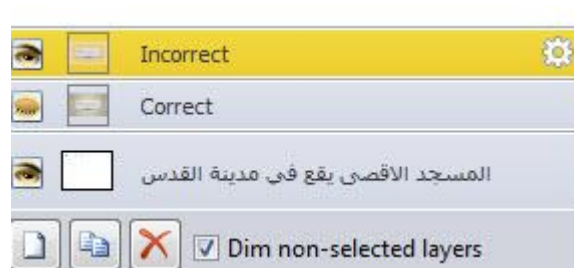 Incorrect
Correct
المسجد الاقصى يقع في مدينة القدس
Dim non-selected layers